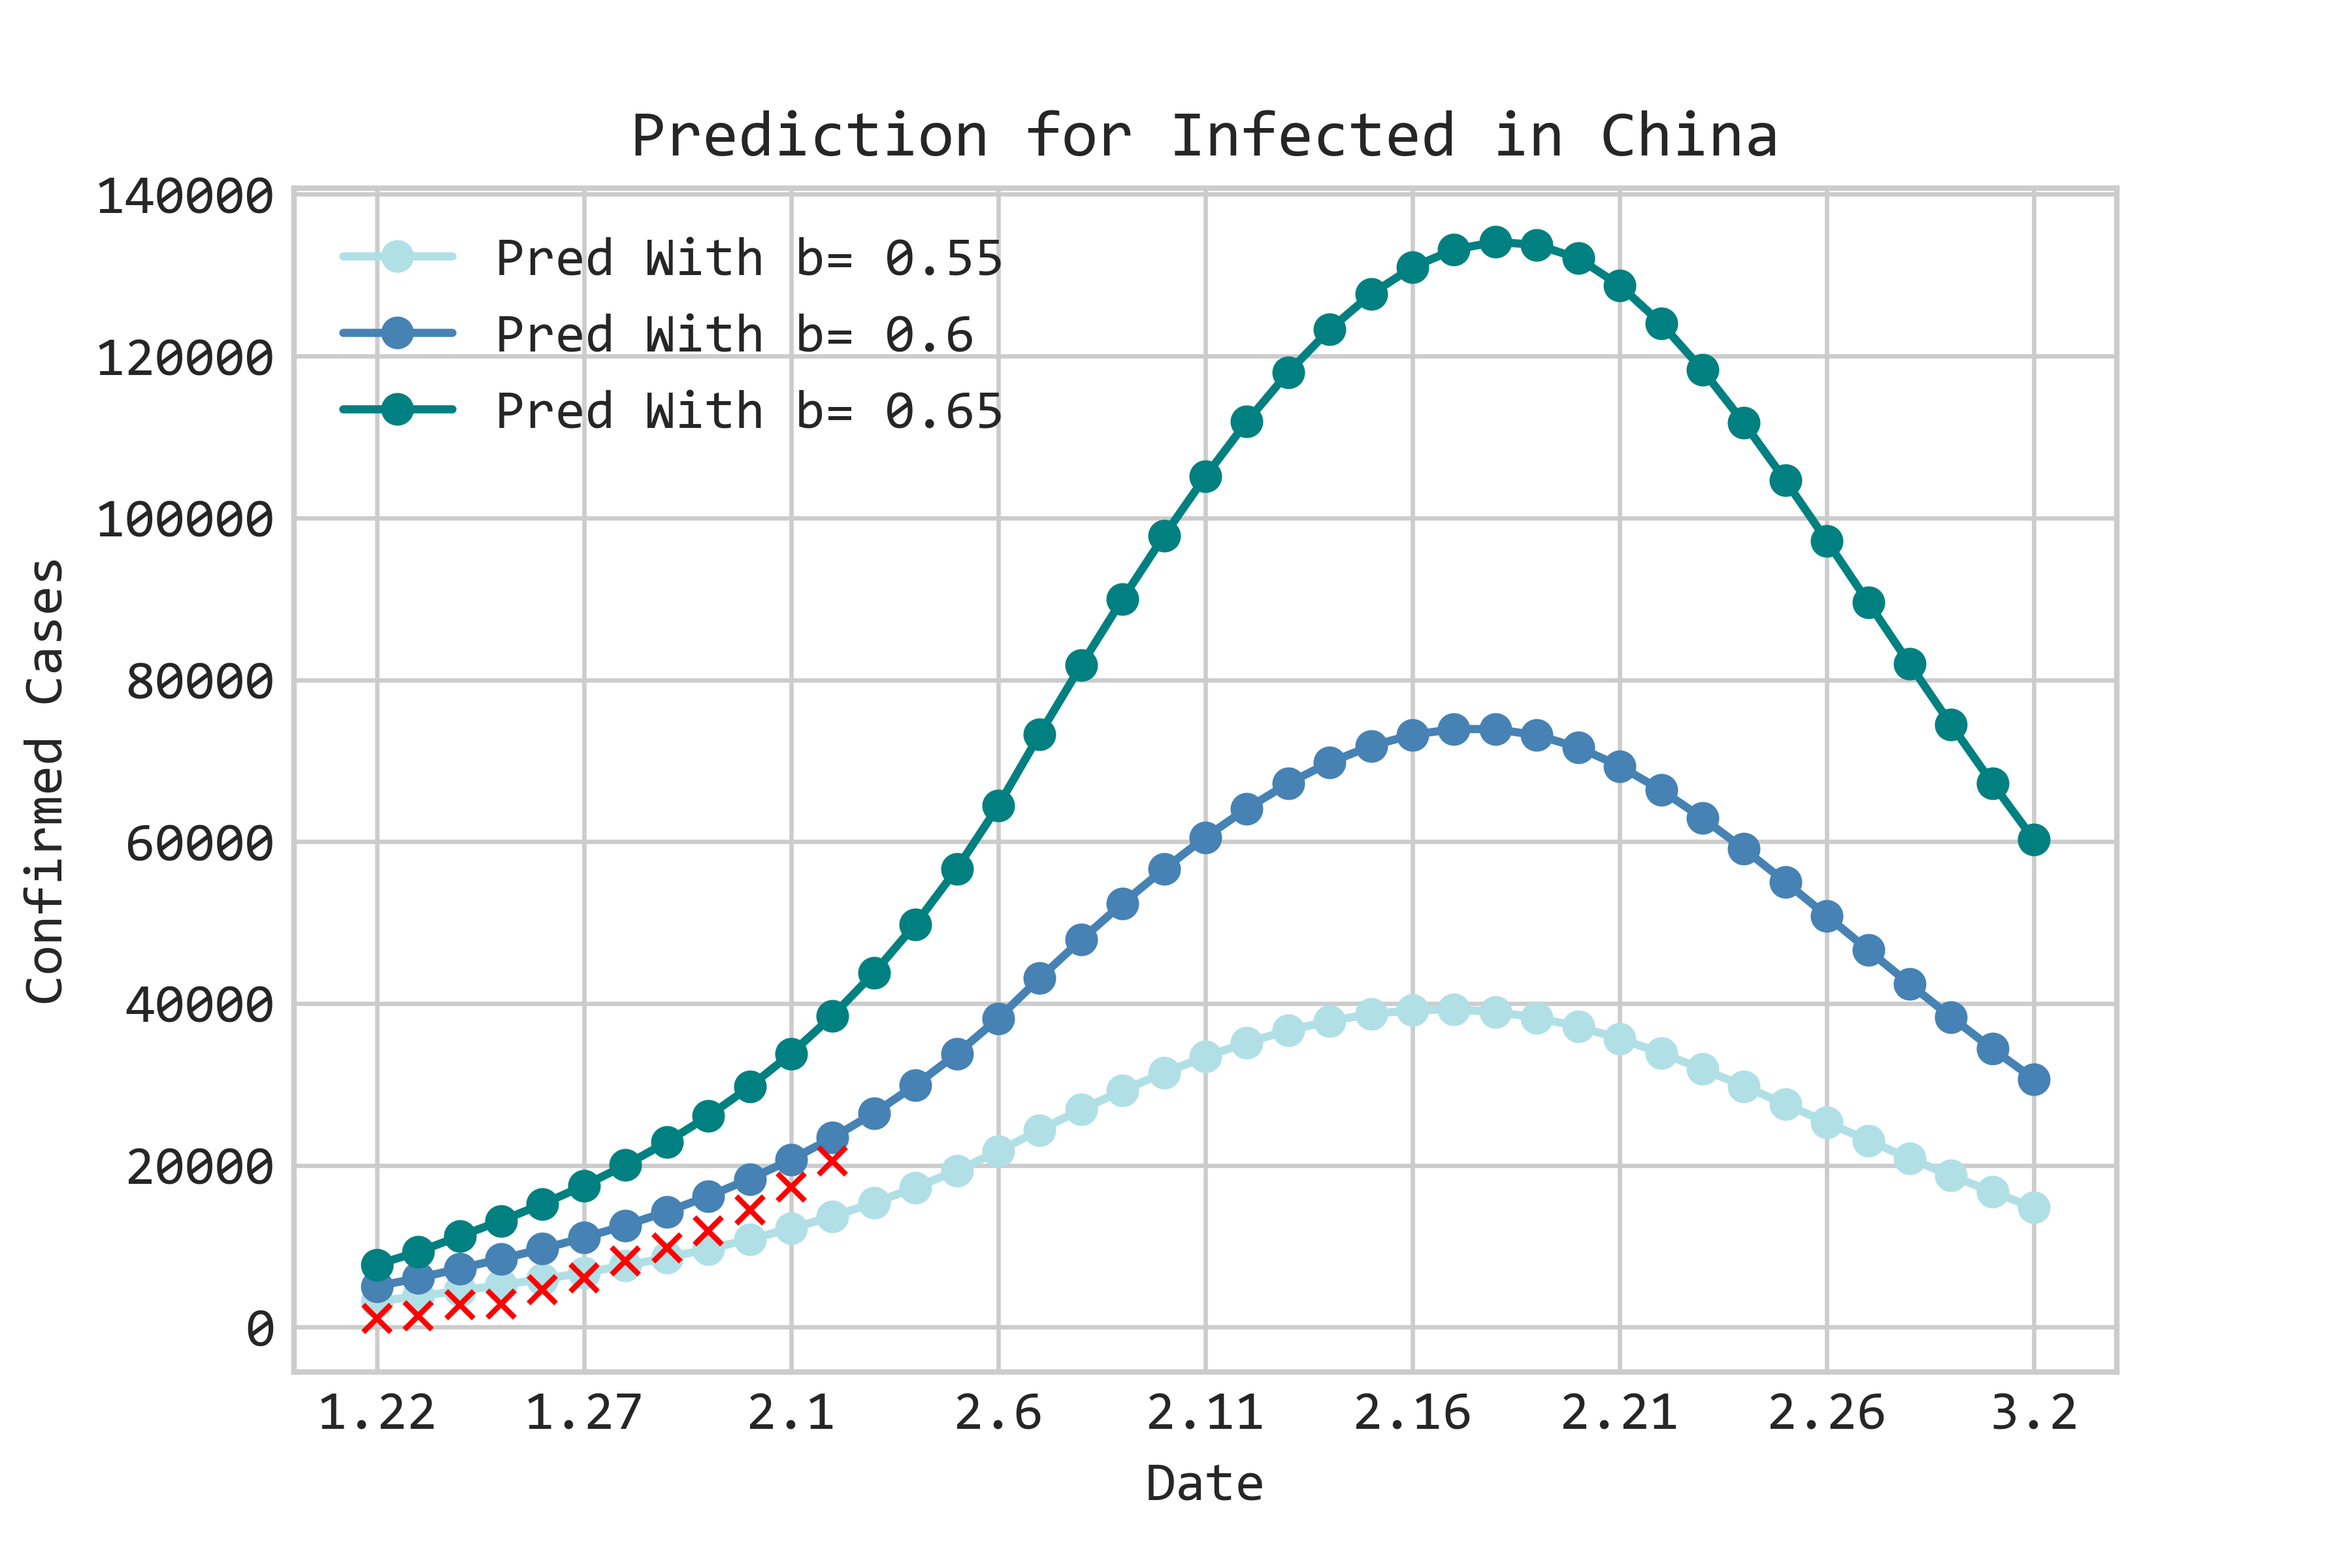 Prediction for Infected in China
140000
120000
100000
80000
60000
40000
20000
0
Confirmed Cases
Pred With b= 0.55
Pred With b= 0.6
Pred With b= 0.65
1.22 1.27 2.1 2.6 2.11 2.16 2.21 2.26 3.2
Date